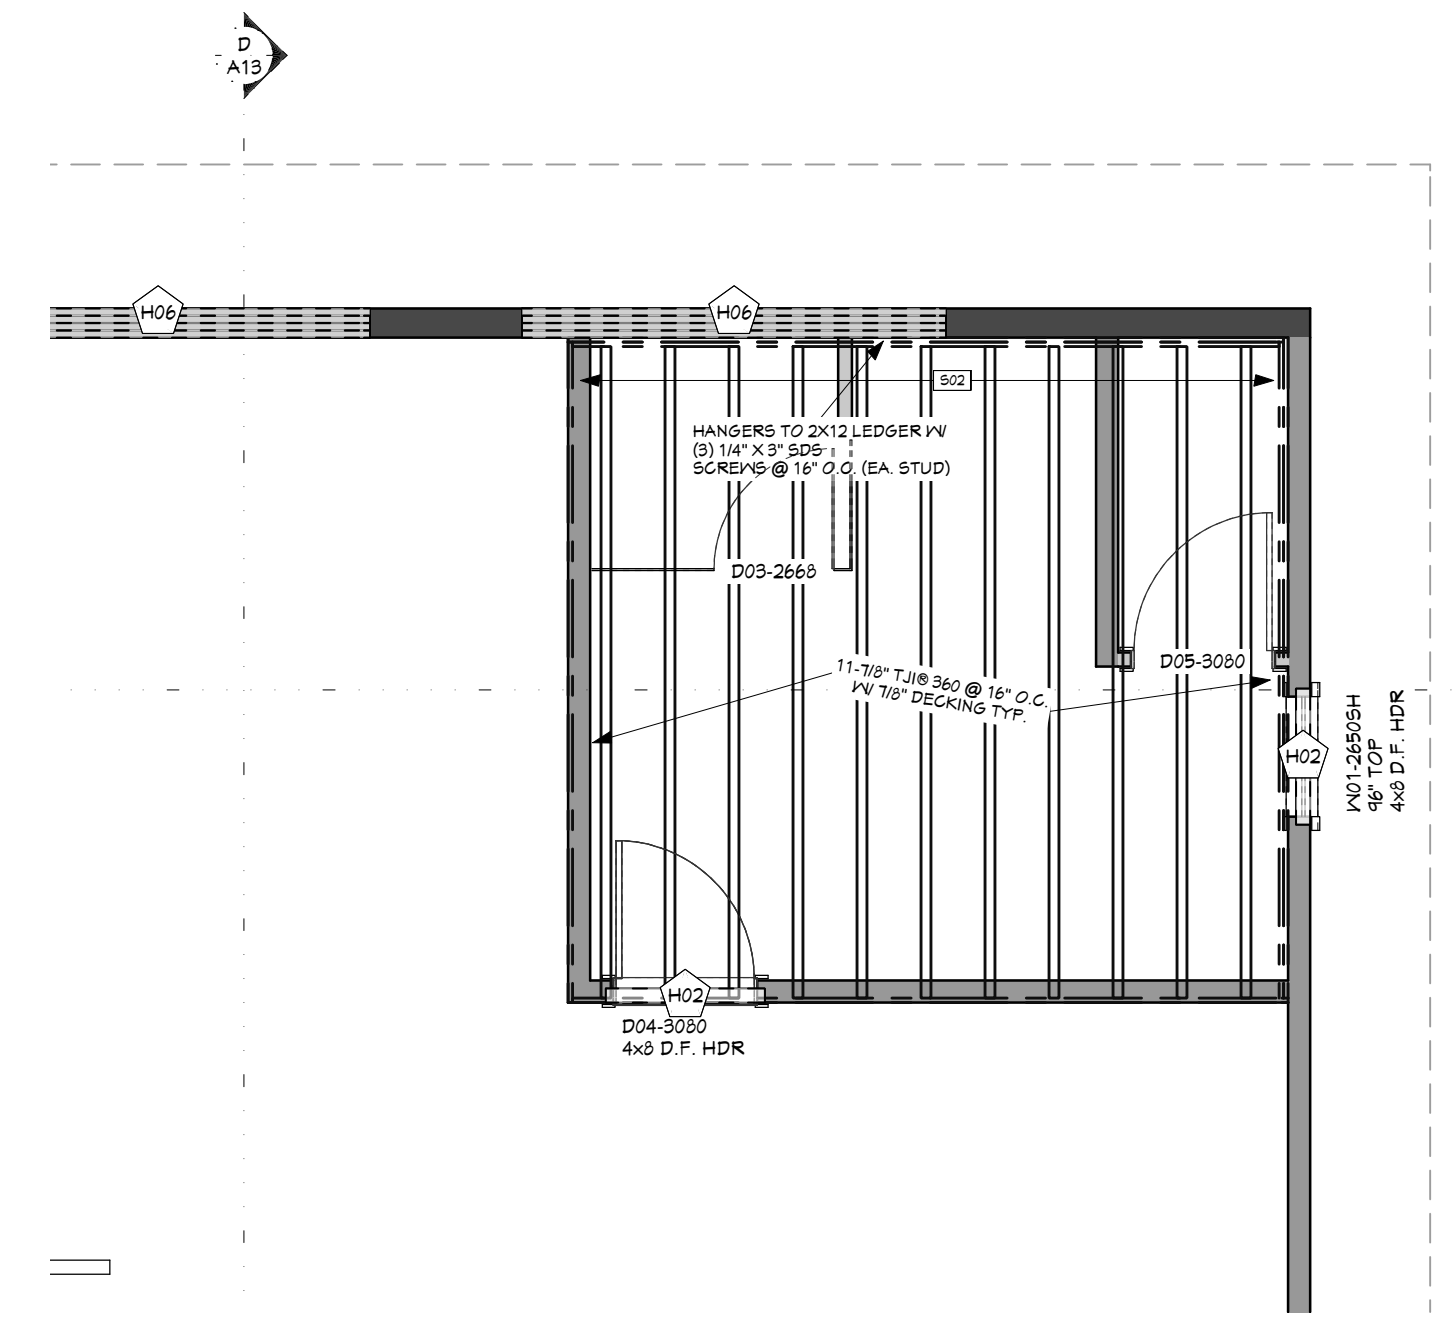 D
A13
H06
H06
S02
HANGERS TO 2X12 LEDGER W/
(3) 1/4" X 3" SDS
SCREWS @ 16" O.C. (EA. STUD)
D03-2668
D05-3080
11-7/8" TJI® 360 @ 16" O.C.
W/ 7/8" DECKING TYP.
H02
W01-2650SH
96" TOP
4x8 D.F. HDR
H02
D04-3080
4x8 D.F. HDR